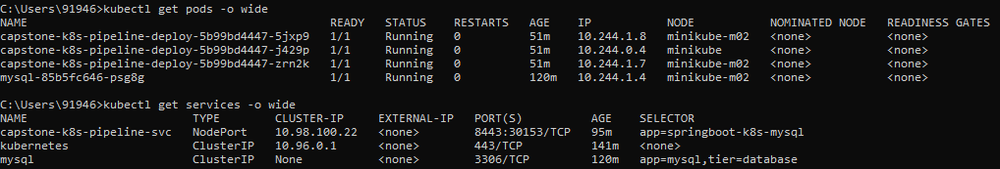 C:\Users\91946>kubectl get pods -o wide
NAME READY STATUS RESTARTS AGE IP NODE NOMINATED NODE READINESS GATES
capstone-k8s-pipeline-deploy-5b99bd4447-5jxp9 1/1 Running 0 51m 10.244.1.8 minikube-m02 <none> <none>
capstone-k8s-pipeline-deploy-5b99bd4447-j429p 1/1 Running 0 51m 10.244.0.4 minikube <none> <none>
capstone-k8s-pipeline-deploy-5b99bd4447-zrn2k 1/1 Running 0 51m 10.244.1.7 minikube-m02 <none> <none>
mysql-85b5fc646-psg8g 1/1 Running 0 120m 10.244.1.4 minikube-m02 <none> <none>
C:\Users\91946>kubectl get services -o wide
NAME TYPE CLUSTER-IP EXTERNAL-IP PORT(S) AGE SELECTOR
capstone-k8s-pipeline-svc NodePort 10.98.100.22 <none> 8443:30153/TCP 95m app=springboot-k8s-mysql
kubernetes ClusterIP 10.96.0.1 <none> 443/TCP 141m <none>
mysql ClusterIP None <none> 3306/TCP 120m app=mysql,tier=database